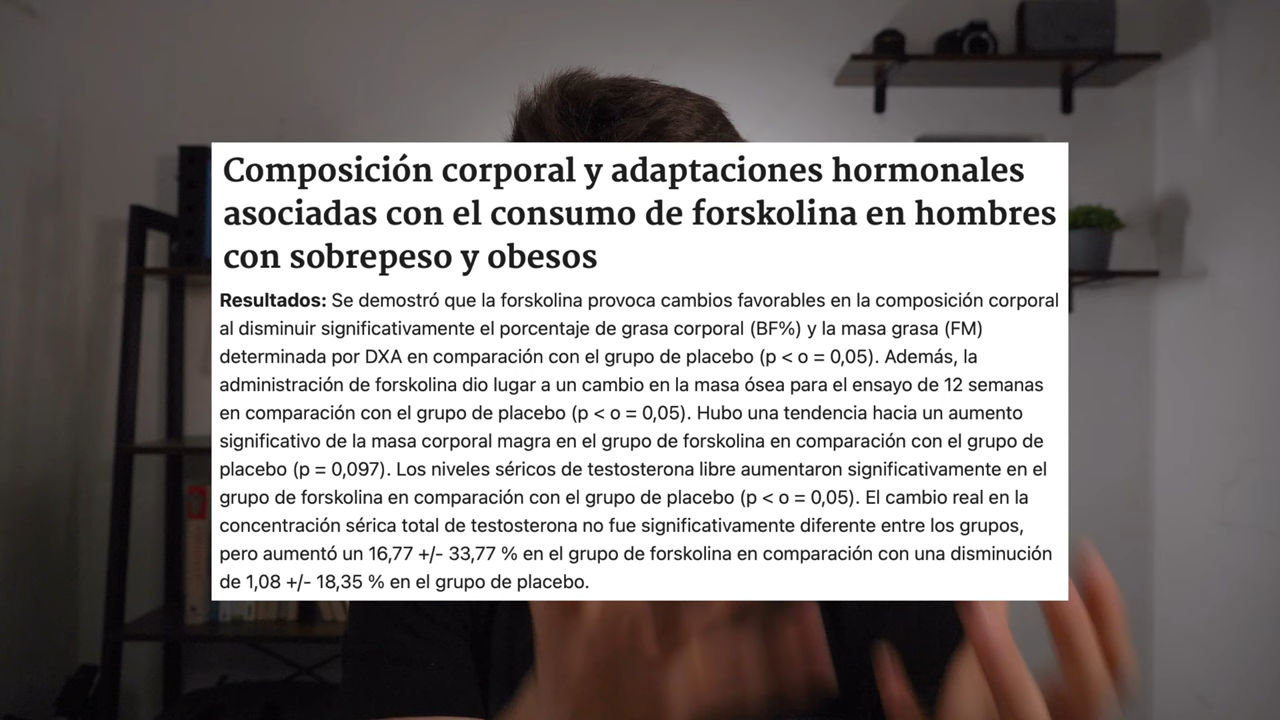 Composición corporal y adaptaciones hormonales
asociadas con el consumo de forskolina en hombres
con sobrepeso y obesos
Resultados: Se demostró que la forskolina provoca cambios favorables en la composición corporal
al disminuir significativamente el porcentaje de grasa corporal (BF%) y la masa grasa (FM)
determinada por DXA en comparación con el grupo de placebo (p < o = 0,05). Además, la
administración de forskolina dio lugar a un cambio en la masa ósea para el ensayo de 12 semanas
en comparación con el grupo de placebo (p < o = 0,05). Hubo una tendencia hacia un aumento
significativo de la masa corporal magra en el grupo de forskolina en comparación con el grupo de
placebo (p = 0,097). Los niveles séricos de testosterona libre aumentaron significativamente en el
grupo de forskolina en comparación con el grupo de placebo (p < o = 0,05). El cambio real en la
concentración sérica total de testosterona no fue significativamente diferente entre los grupos,
pero aumentó un 16,77 +/- 33,77 % en el grupo de forskolina en comparación con una disminución
de 1,08 +/- 18,35 % en el grupo de placebo.